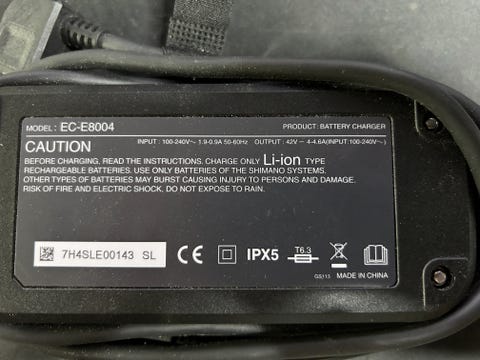 MODEL: EC-E8004 PRODUCT: BATTERY CHARGER
CAUTION INPUT: 100-240V~ 1.9-0.9A 50-60Hz OUTPUT: 42V ⎓ 4-4.6A(INPUT:100-240V~)
BEFORE CHARGING, READ THE INSTRUCTIONS. CHARGE ONLY Li-ion TYPE
RECHARGEABLE BATTERIES. USE ONLY BATTERIES OF THE SHIMANO SYSTEMS.
OTHER TYPES OF BATTERIES MAY BURST CAUSING INJURY TO PERSONS AND DAMAGE.
RISK OF FIRE AND ELECTRIC SHOCK. DO NOT EXPOSE TO RAIN.
7H4SLE00143 SL CE IPX5 T6.3
GS113 MADE IN CHINA